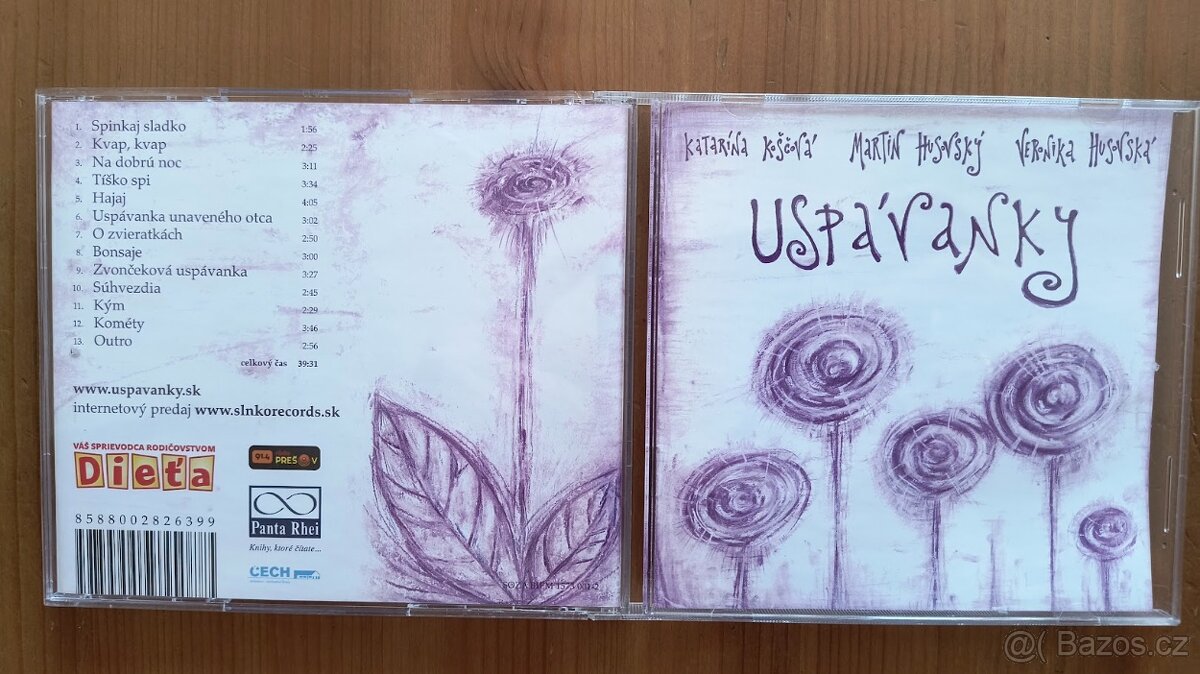 1. Spinkaj sladko 1:56
2. Kvap, kvap 2:25
3. Na dobrú noc 3:11
4. Tíško spi 3:34
5. Hajaj 4:05
6. Uspávanka unaveného otca 3:02
7. O zvieratkách 2:50
8. Bonsaje 3:00
9. Zvončeková uspávanka 3:27
10. Súhvezdia 2:45
11. Kým 2:29
12. Kométy 3:46
13. Outro 2:56
celkový čas 39:31
www.uspavanky.sk
internetový predaj www.slnkorecords.sk
VÁŠ SPRIEVODCA RODIČOVSTVOM
Dieťa
91.4 PREŠOV
Panta Rhei
Knihy, ktoré čítate...
CECH
8588002826399
KATARÍNA KOŠČOVÁ MARTIN HUSOVSKÝ VERONIKA HUSOVSKÁ
USPÁVANKY
@( Bazos.cz